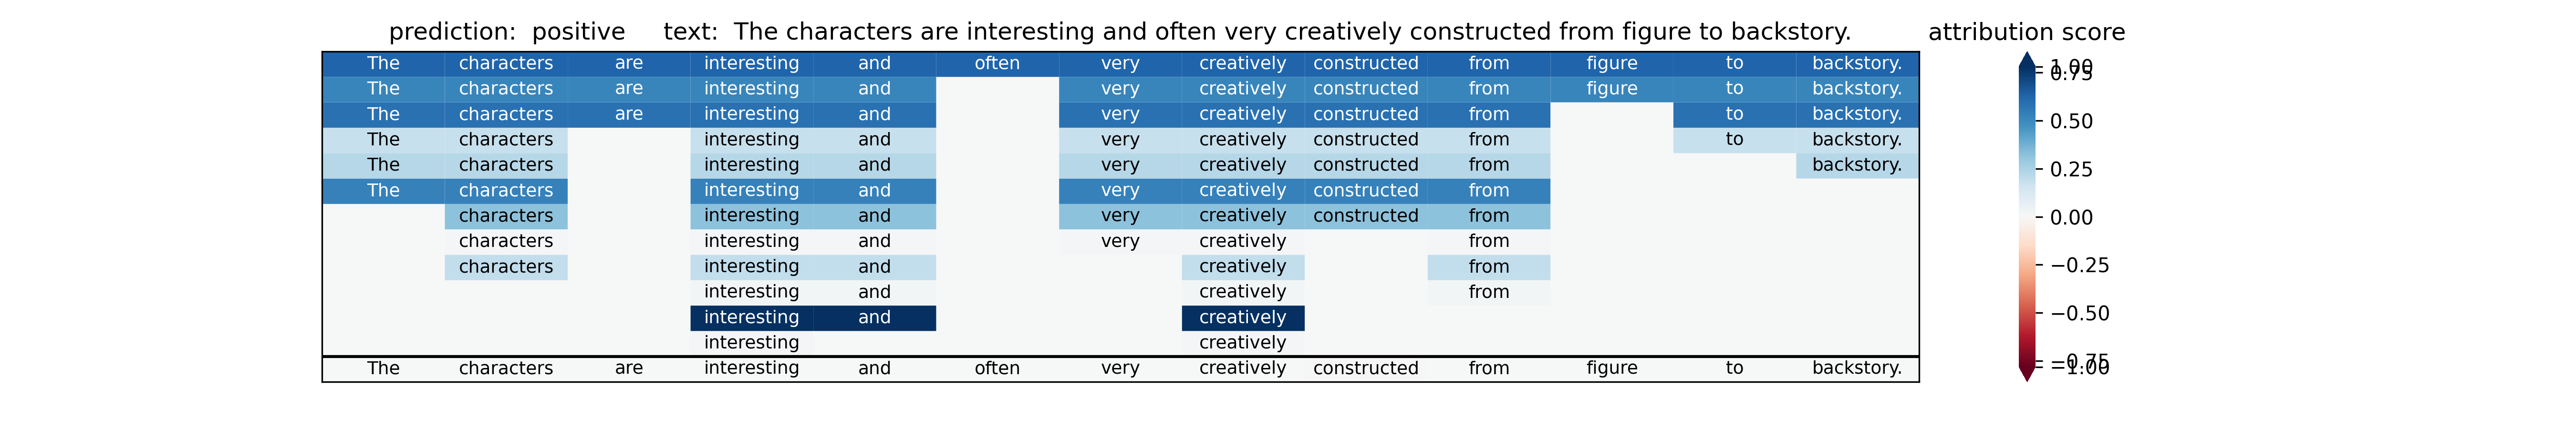 prediction:  positive     text:  The characters are interesting and often very creatively constructed from figure to backstory.
attribution score
The characters are interesting and often very creatively constructed from figure to backstory.
The characters are interesting and very creatively constructed from figure to backstory.
The characters are interesting and very creatively constructed from to backstory.
The characters interesting and very creatively constructed from to backstory.
The characters interesting and very creatively constructed from backstory.
The characters interesting and very creatively constructed from
characters interesting and very creatively constructed from
characters interesting and very creatively from
characters interesting and creatively from
interesting and creatively from
interesting and creatively
interesting creatively
The characters are interesting and often very creatively constructed from figure to backstory.
1.00
0.75
0.50
0.25
0.00
−0.25
−0.50
−0.75
−1.00